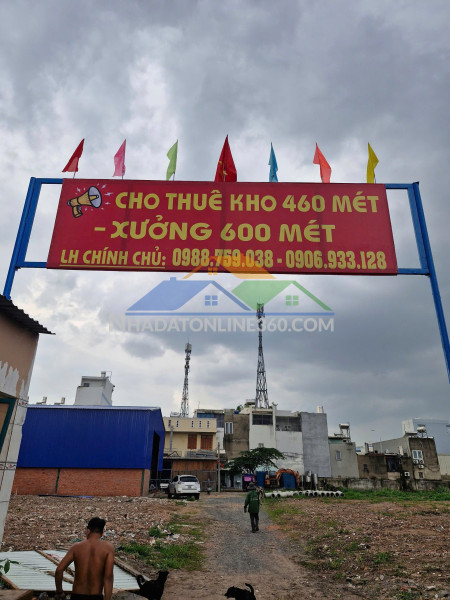 CHO THUÊ KHO 460 MÉT
- XƯỞNG 600 MÉT
LH CHÍNH CHỦ: 0988.759.038 - 0906.933.128
NHADATONLINE360.COM